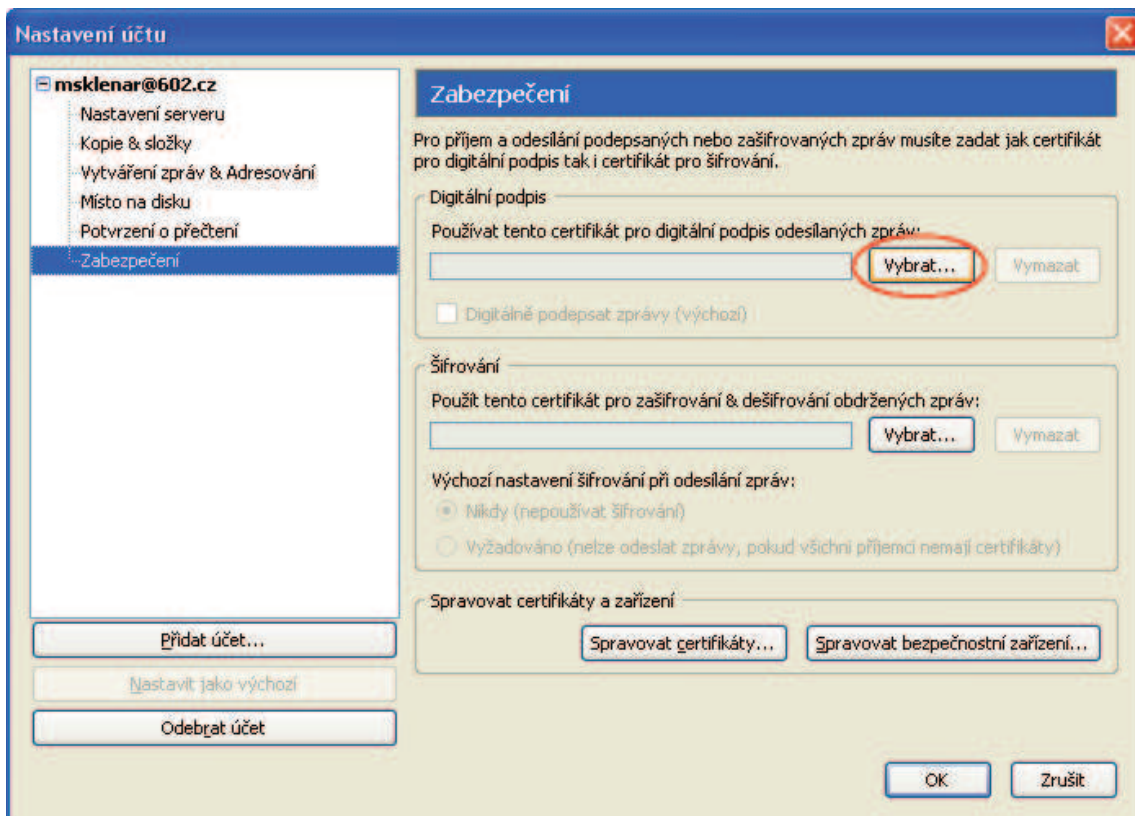 Nastavení účtu
msklenar@602.cz
Nastavení serveru
Kopie & složky
Vytváření zpráv & Adresování
Místo na disku
Potvrzení o přečtení
Zabezpečení
Přidat účet...
Nastavit jako výchozí
Odebrat účet
Zabezpečení
Pro příjem a odesílání podepsaných nebo zašifrovaných zpráv musíte zadat jak certifikát
pro digitální podpis tak i certifikát pro šifrování.
Digitální podpis
Používat tento certifikát pro digitální podpis odesílaných zpráv:
Vybrat... Vymazat
Digitálně podepsat zprávy (výchozí)
Šifrování
Použít tento certifikát pro zašifrování & dešifrování obdržených zpráv:
Vybrat... Vymazat
Výchozí nastavení šifrování při odesílání zpráv:
Nikdy (nepoužívat šifrování)
Vyžadováno (nelze odeslat zprávy, pokud všichni příjemci nemají certifikáty)
Spravovat certifikáty a zařízení
Spravovat certifikáty... Spravovat bezpečnostní zařízení...
OK Zrušit